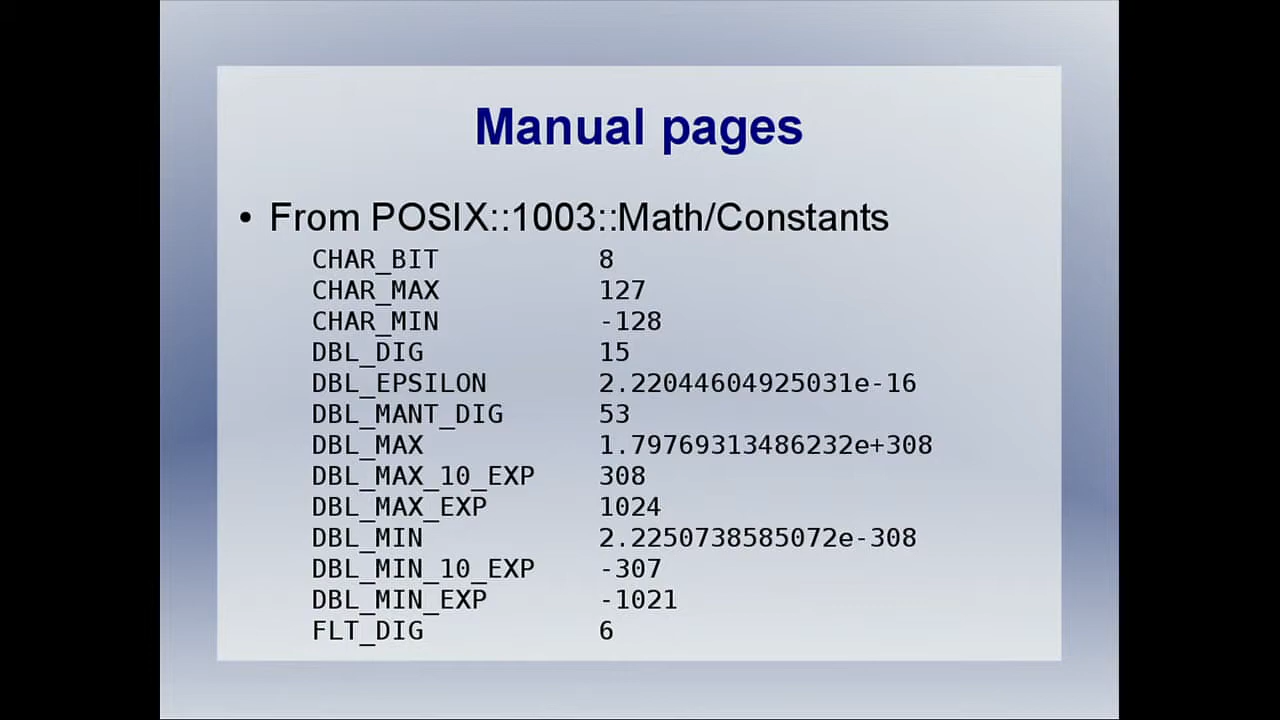 Manual pages
• From POSIX::1003::Math/Constants
CHAR_BIT 8
CHAR_MAX 127
CHAR_MIN -128
DBL_DIG 15
DBL_EPSILON 2.22044604925031e-16
DBL_MANT_DIG 53
DBL_MAX 1.79769313486232e+308
DBL_MAX_10_EXP 308
DBL_MAX_EXP 1024
DBL_MIN 2.2250738585072e-308
DBL_MIN_10_EXP -307
DBL_MIN_EXP -1021
FLT_DIG 6